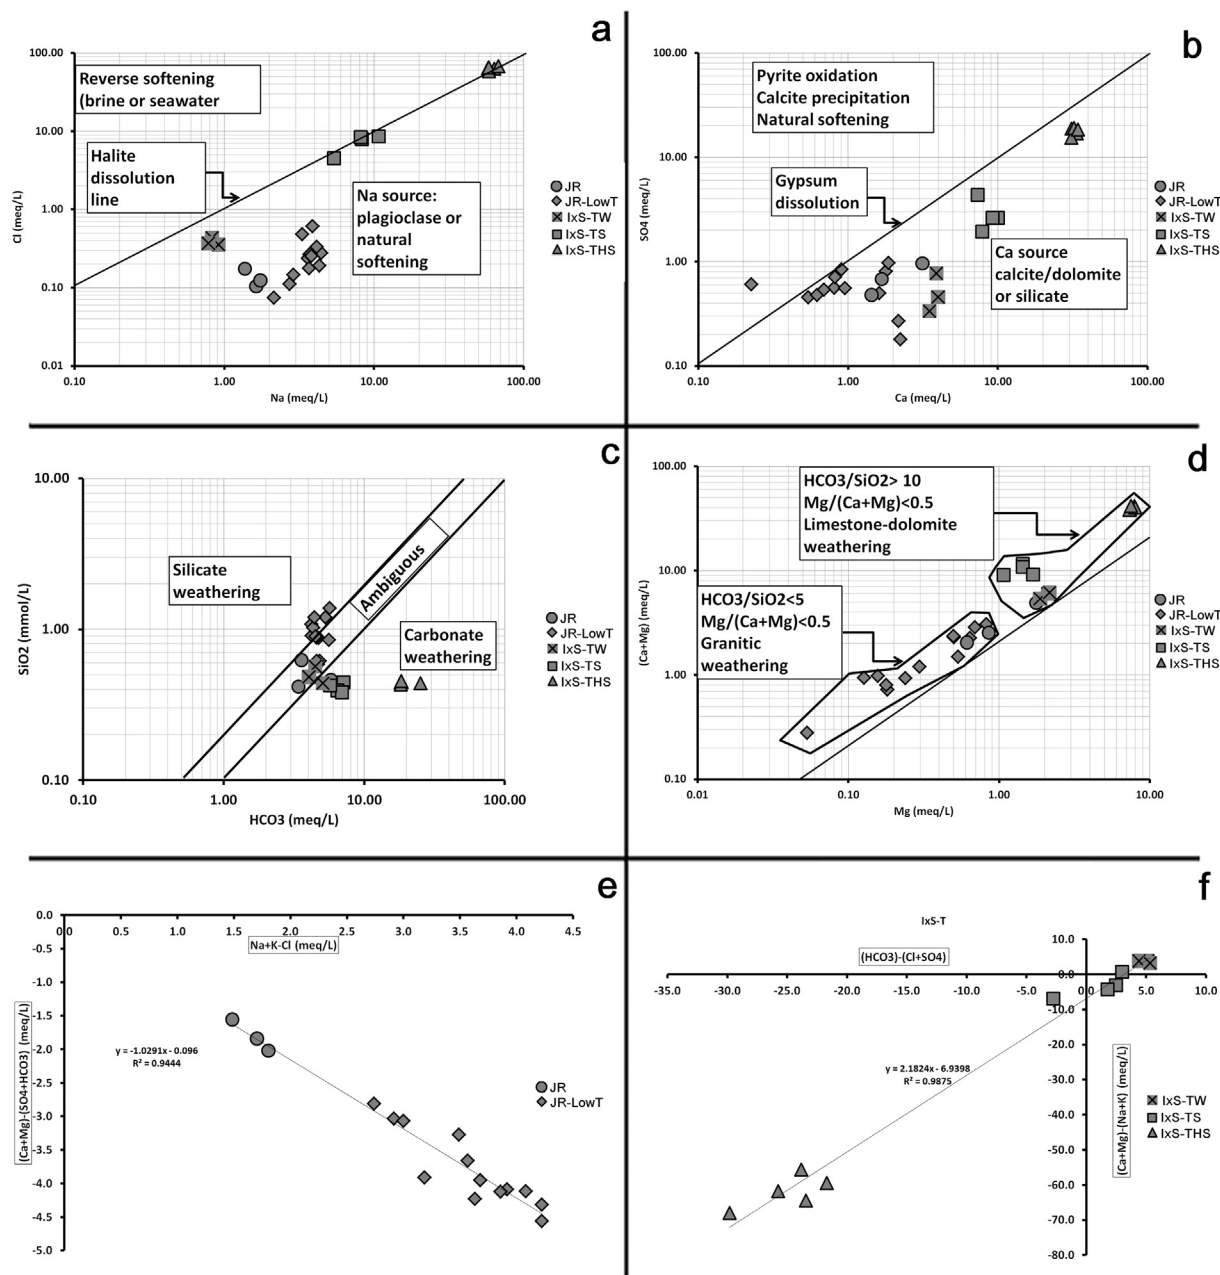 a
100.00
10.00
1.00
0.10
0.01
Cl (meq/L)
Reverse softening
(brine or seawater
Halite
dissolution
line
Na source:
plagioclase or
natural
softening
0.10
1.00
10.00
100.00
Na (meq/L)
JR
JR-LowT
IxS-TW
IxS-TS
IxS-THS
b
100.00
10.00
1.00
0.10
SO4 (meq/L)
Pyrite oxidation
Calcite precipitation
Natural softening
Gypsum
dissolution
Ca source
calcite/dolomite
or silicate
0.10
1.00
10.00
100.00
Ca (meq/L)
JR
JR-LowT
IxS-TW
IxS-TS
IxS-THS
c
10.00
1.00
0.10
SiO2 (mmol/L)
Silicate
weathering
Ambiguous
Carbonate
weathering
0.10
1.00
10.00
100.00
HCO3 (meq/L)
JR
JR-LowT
IxS-TW
IxS-TS
IxS-THS
d
100.00
10.00
1.00
0.10
(Ca+Mg) (meq/L)
HCO3/SiO2> 10
Mg/(Ca+Mg)<0.5
Limestone-dolomite
weathering
HCO3/SiO2<5
Mg/(Ca+Mg)<0.5
Granitic
weathering
0.01
0.10
1.00
10.00
Mg (meq/L)
JR
JR-LowT
IxS-TW
IxS-TS
IxS-THS
e
0.0
-0.5
-1.0
-1.5
-2.0
-2.5
-3.0
-3.5
-4.0
-4.5
-5.0
(Ca+Mg)-(SO4+HCO3) (meq/L)
0.0
0.5
1.0
1.5
2.0
2.5
3.0
3.5
4.0
4.5
Na+K-Cl (meq/L)
y = -1.0291x - 0.096
R² = 0.9444
JR
JR-LowT
f
IxS-T
(HCO3)-(Cl+SO4)
10.0
0.0
-10.0
-20.0
-30.0
-40.0
-50.0
-60.0
-70.0
-80.0
-35.0
-30.0
-25.0
-20.0
-15.0
-10.0
-5.0
0.0
5.0
10.0
(Ca+Mg)-(Na+K) (meq/L)
y = 2.1824x - 6.9398
R² = 0.9875
IxS-TW
IxS-TS
IxS-THS